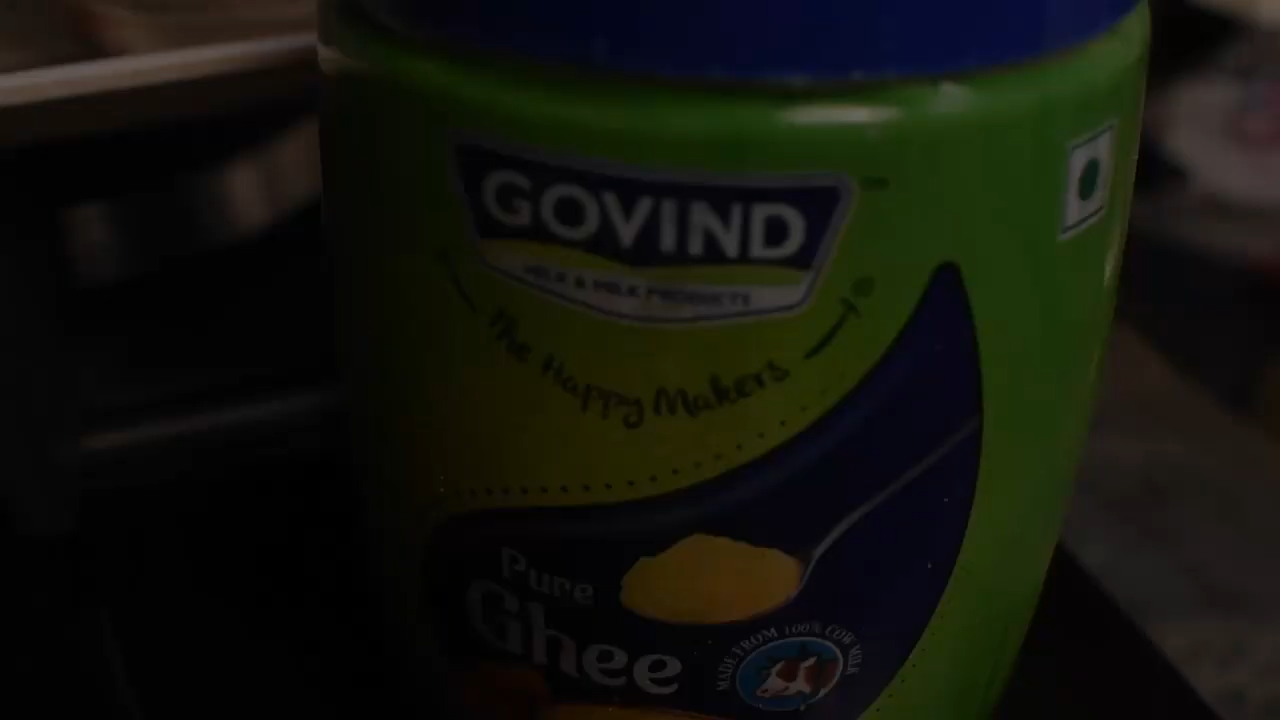 GOVIND
MILK & MILK PRODUCTS
The Happy Makers
Pure
Ghee
MADE FROM 100% COW MILK